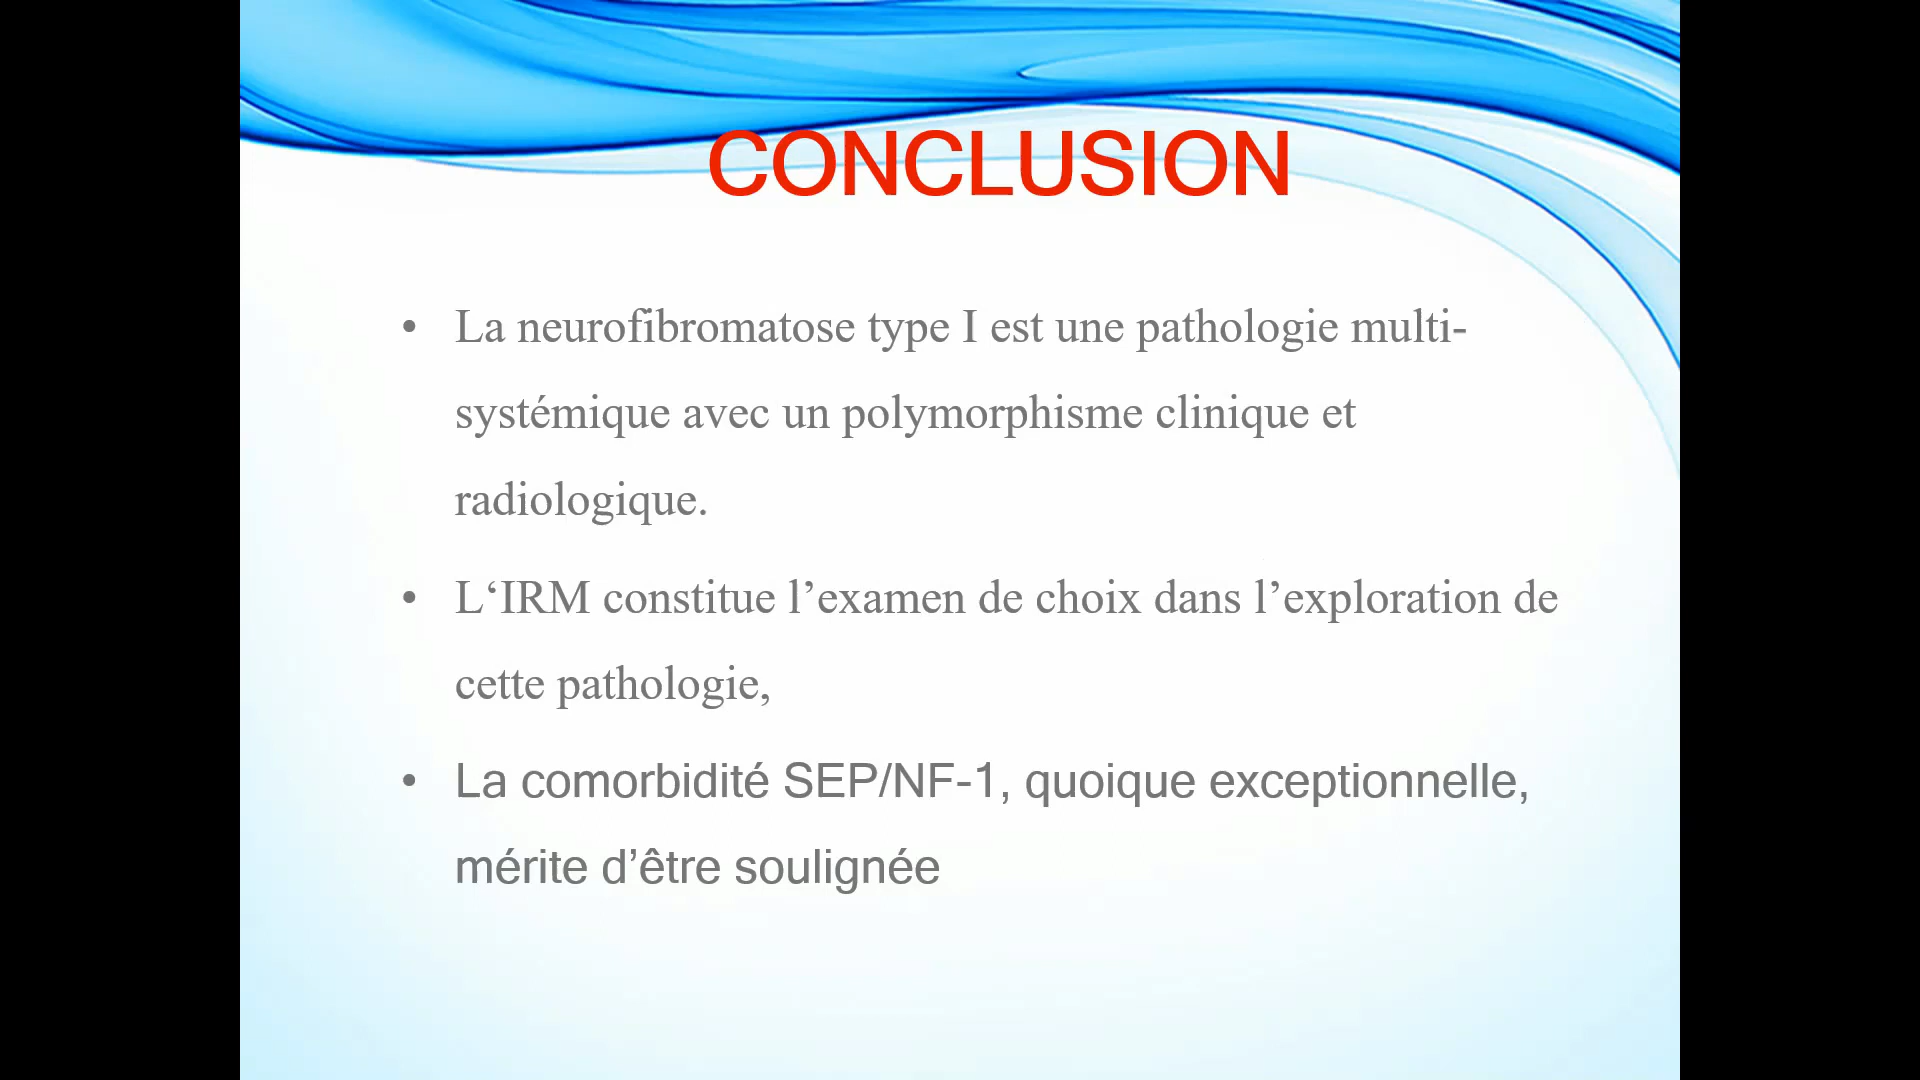 CONCLUSION
• La neurofibromatose type I est une pathologie multi-
systémique avec un polymorphisme clinique et
radiologique.
• L‘IRM constitue l’examen de choix dans l’exploration de
cette pathologie,
• La comorbidité SEP/NF-1, quoique exceptionnelle,
mérite d’être soulignée